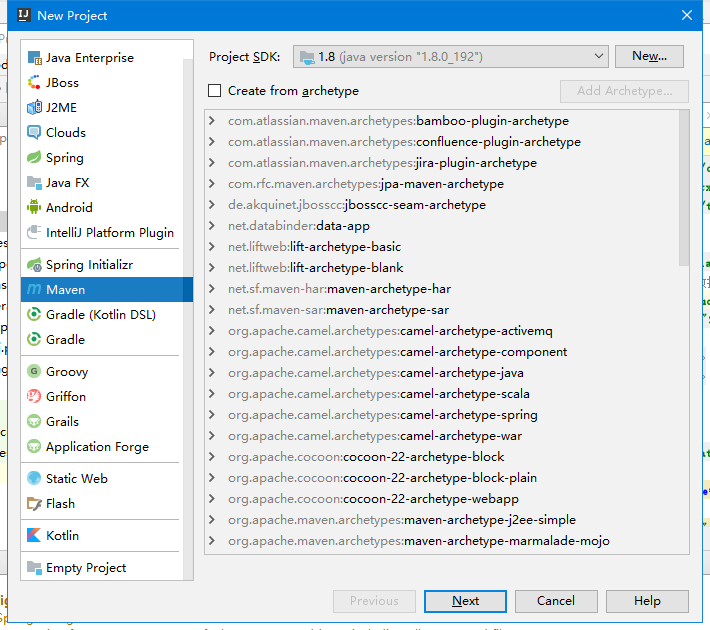 New Project
Java Enterprise
JBoss
J2ME
Clouds
Spring
Java FX
Android
IntelliJ Platform Plugin
Spring Initializr
Maven
Gradle (Kotlin DSL)
Gradle
Groovy
Griffon
Grails
Application Forge
Static Web
Flash
Kotlin
Empty Project
Project SDK: 1.8 (java version "1.8.0_192") New...
Create from archetype Add Archetype...
com.atlassian.maven.archetypes:bamboo-plugin-archetype
com.atlassian.maven.archetypes:confluence-plugin-archetype
com.atlassian.maven.archetypes:jira-plugin-archetype
com.rfc.maven.archetypes:jpa-maven-archetype
de.akquinet.jbosscc:jbosscc-seam-archetype
net.databinder:data-app
net.liftweb:lift-archetype-basic
net.liftweb:lift-archetype-blank
net.sf.maven-har:maven-archetype-har
net.sf.maven-sar:maven-archetype-sar
org.apache.camel.archetypes:camel-archetype-activemq
org.apache.camel.archetypes:camel-archetype-component
org.apache.camel.archetypes:camel-archetype-java
org.apache.camel.archetypes:camel-archetype-scala
org.apache.camel.archetypes:camel-archetype-spring
org.apache.camel.archetypes:camel-archetype-war
org.apache.cocoon:cocoon-22-archetype-block
org.apache.cocoon:cocoon-22-archetype-block-plain
org.apache.cocoon:cocoon-22-archetype-webapp
org.apache.maven.archetypes:maven-archetype-j2ee-simple
org.apache.maven.archetypes:maven-archetype-marmalade-mojo
Previous Next Cancel Help